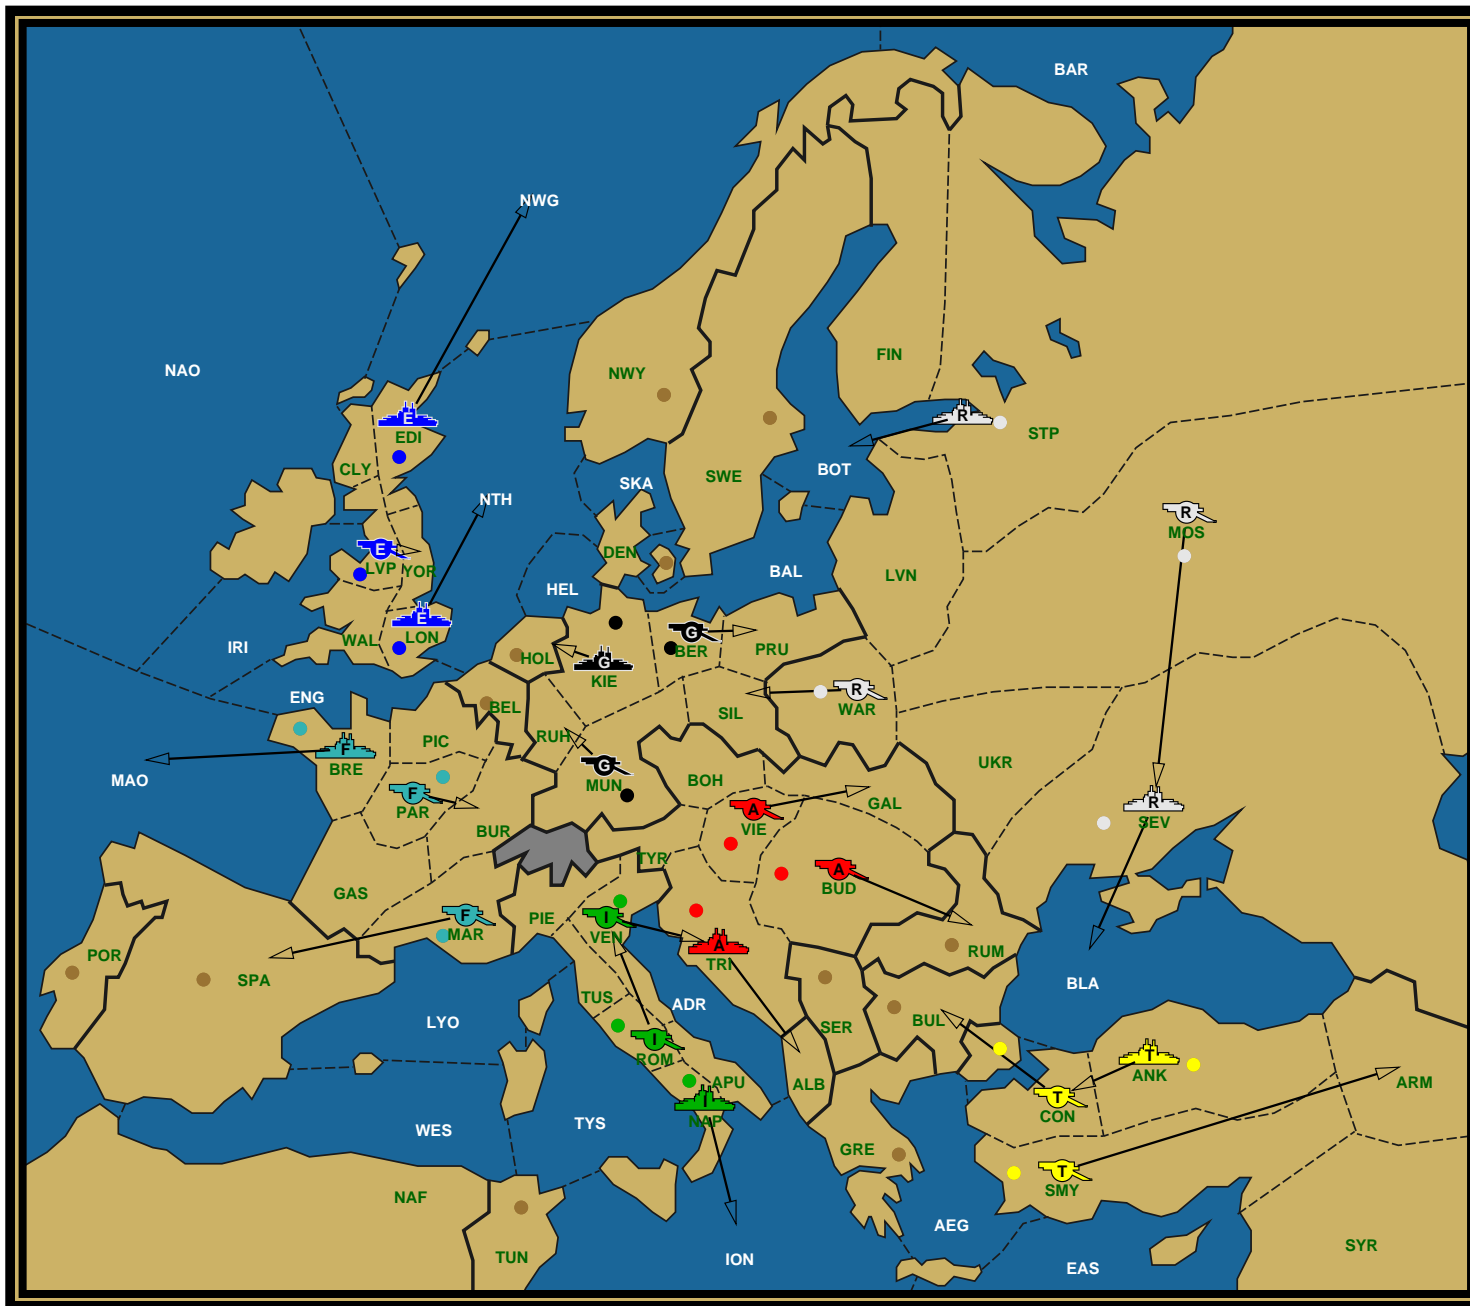 BAR
NWG
NAO
FIN
NWY
E
EDI
R
STP
CLY
SWE
BOT
SKA
NTH
R
MOS
E
LVP
YOR
DEN
BAL
LVN
HEL
E
LON
WAL
IRI
HOL
G
KIE
G
BER
PRU
ENG
BEL
SIL
R
WAR
PIC
RUH
F
BRE
MAO
G
MUN
BOH
UKR
F
PAR
A
VIE
GAL
R
SEV
BUR
TYR
A
BUD
GAS
F
MAR
PIE
I
VEN
A
TRI
RUM
POR
SPA
TUS
ADR
BLA
LYO
SER
BUL
I
ROM
T
ANK
APU
ALB
ARM
I
NAP
T
CON
WES
TYS
GRE
T
SMY
NAF
AEG
TUN
ION
SYR
EAS